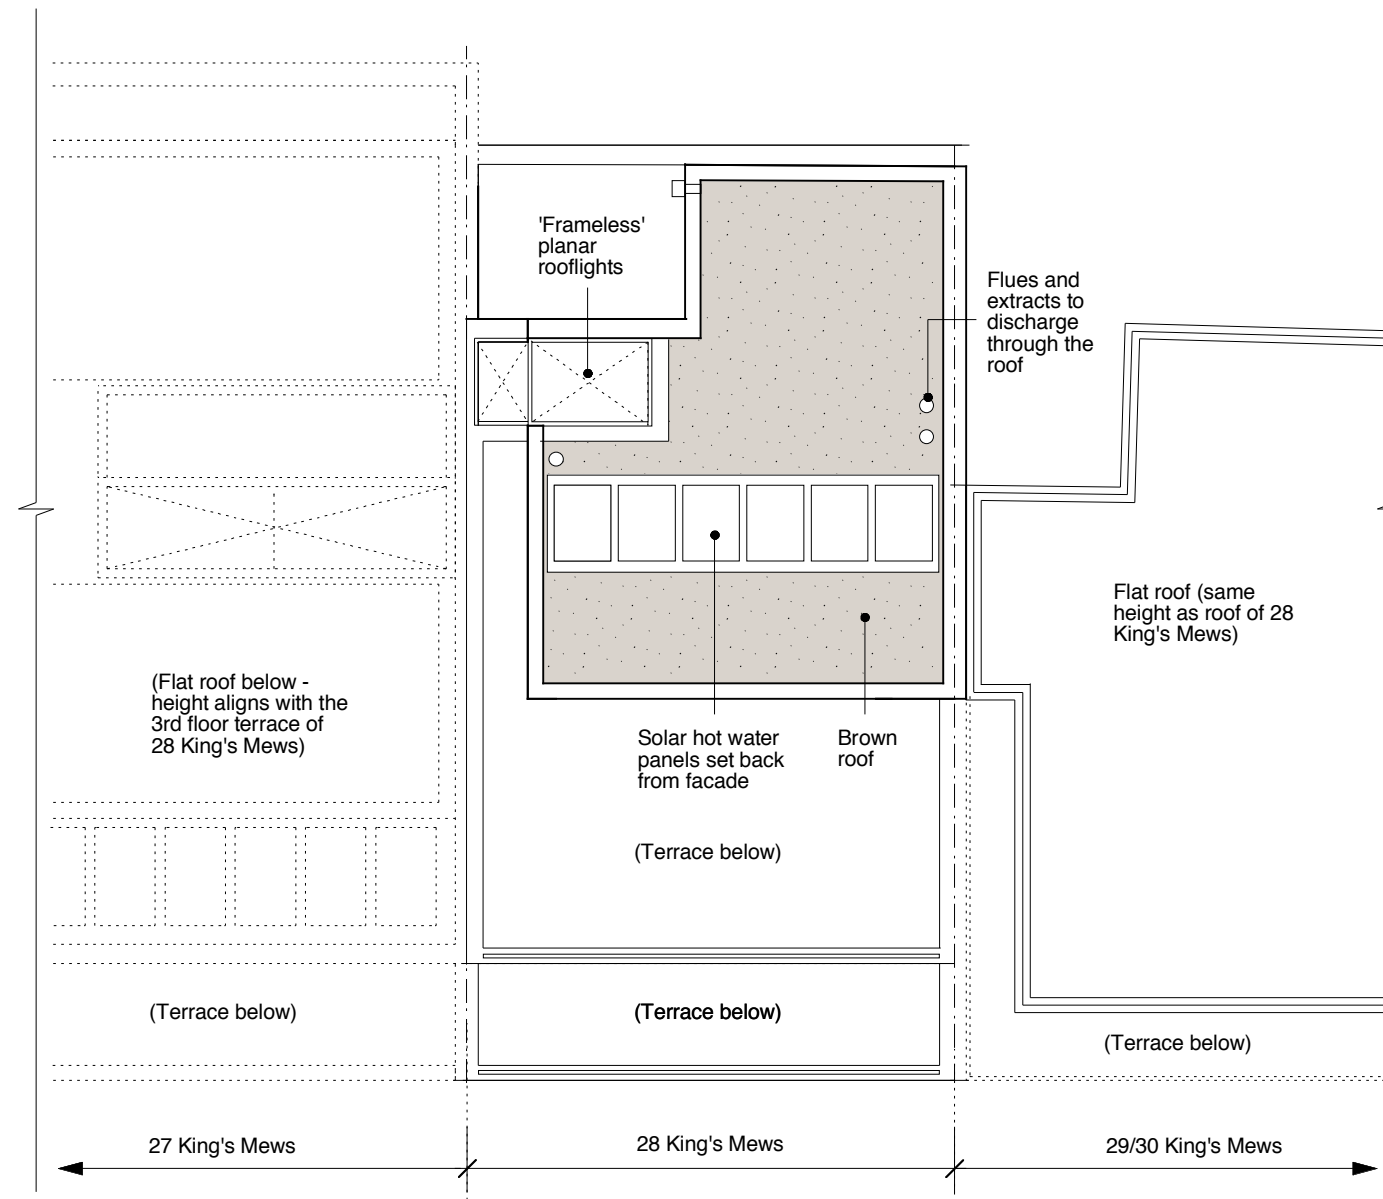 'Frameless'
planar
rooflights
Flues and
extracts to
discharge
through the
roof
Flat roof (same
height as roof of 28
King's Mews)
(Flat roof below -
height aligns with the
3rd floor terrace of
28 King's Mews)
Solar hot water
panels set back
from facade
Brown
roof
(Terrace below)
(Terrace below)
(Terrace below)
(Terrace below)
27 King's Mews
28 King's Mews
29/30 King's Mews